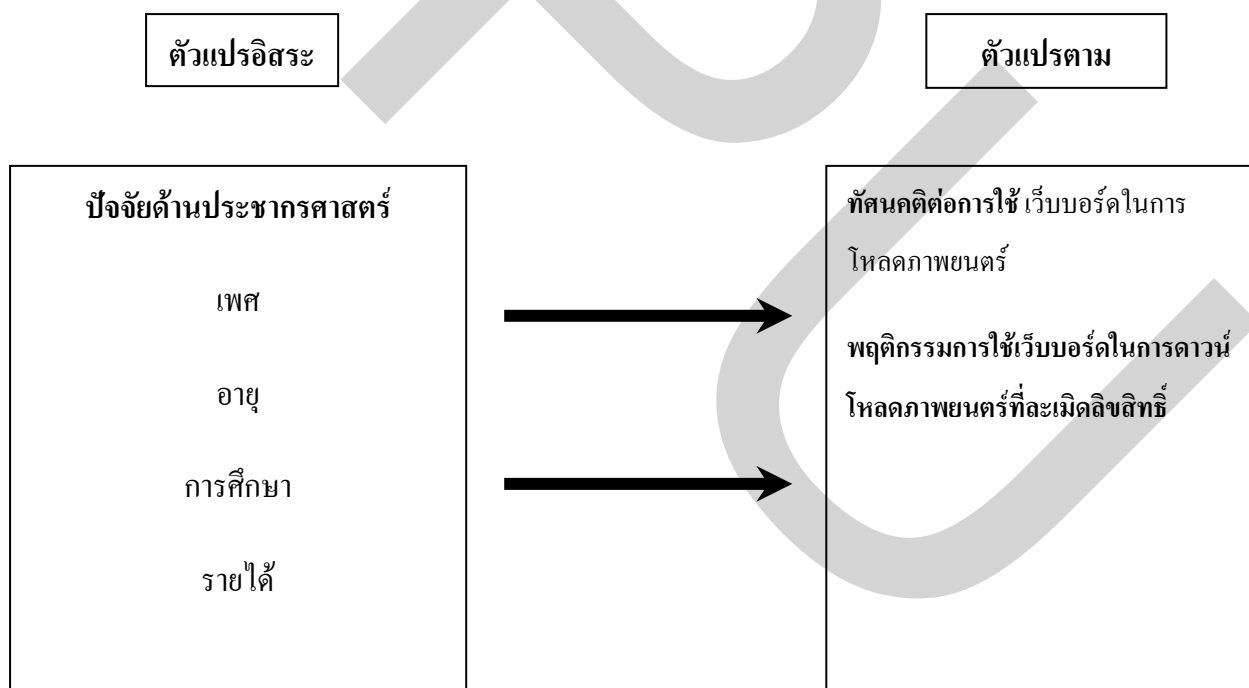 ตัวแปรอิสระ
ตัวแปรตาม
ปัจจัยด้านประชากรศาสตร์
เพศ
อายุ
การศึกษา
รายได้
ทัศนคติต่อการใช้ เว็บบอร์ดในการ
โหลดภาพยนตร์
พฤติกรรมการใช้เว็บบอร์ดในการดาวน์
โหลดภาพยนตร์ที่ละเมิดลิขสิทธิ์